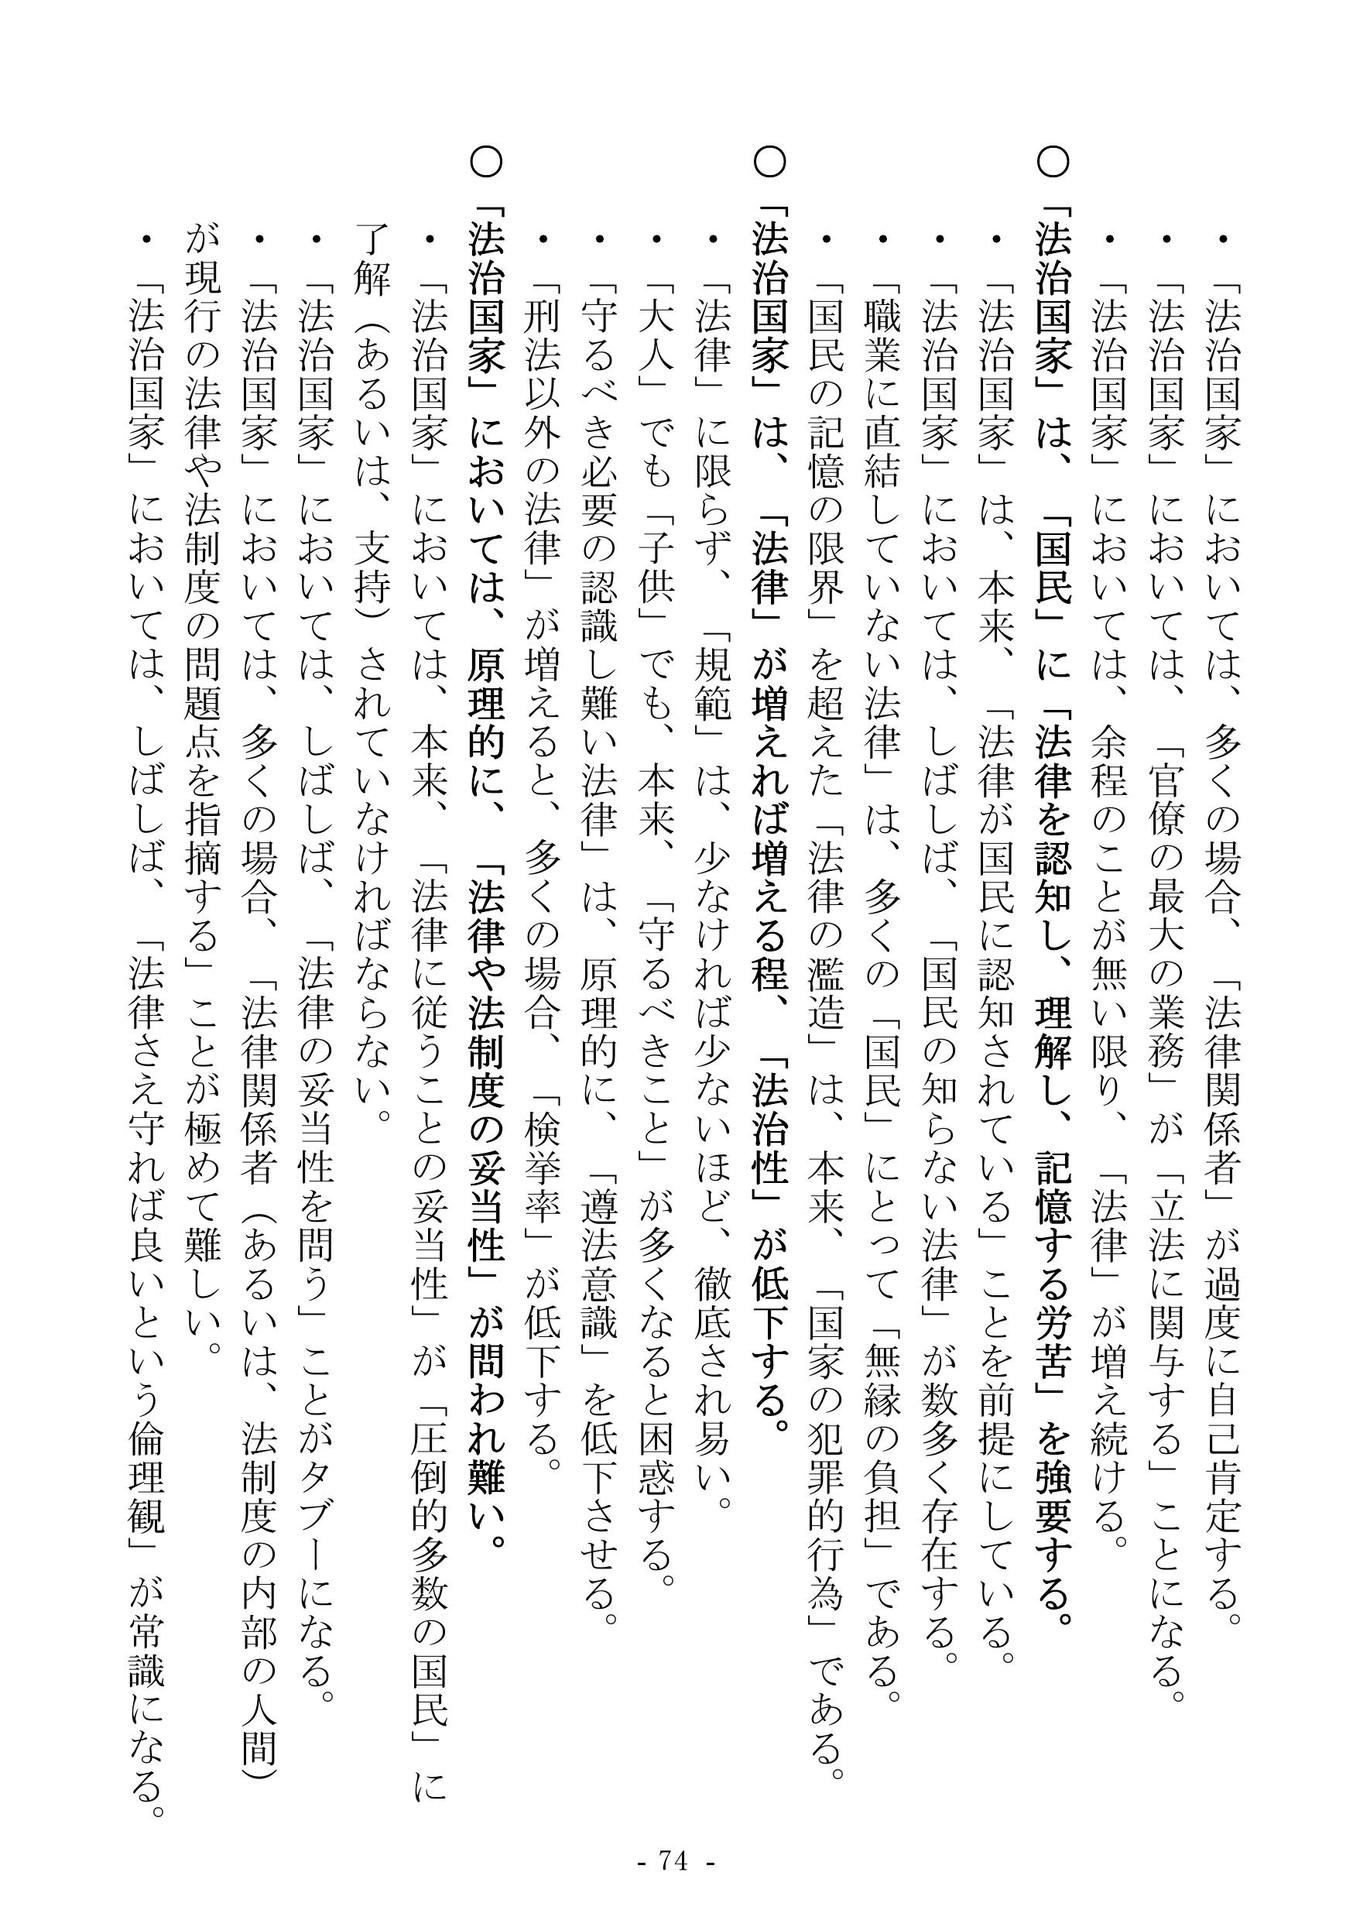 ・「法治国家」においては、多くの場合、「法律関係者」が過度に自己肯定する。
・「法治国家」においては、「官僚の最大の業務」が「立法に関与する」ことになる。
・「法治国家」においては、余程のことが無い限り、「法律」が増え続ける。
〇「法治国家」は、「国民」に「法律を認知し、理解し、記憶する労苦」を強要する。
・「法治国家」は、本来、「法律が国民に認知されている」ことを前提にしている。
・「法治国家」においては、しばしば、「国民の知らない法律」が数多く存在する。
・「職業に直結していない法律」は、多くの「国民」にとって「無縁の負担」である。
・「国民の記憶の限界」を超えた「法律の濫造」は、本来、「国家の犯罪的行為」である。
〇「法治国家」は、「法律」が増えれば増える程、「法治性」が低下する。
・「法律」に限らず、「規範」は、少なければ少ないほど、徹底され易い。
・「大人」でも「子供」でも、本来、「守るべきこと」が多くなると困惑する。
・「守るべき必要の認識し難い法律」は、原理的に、「遵法意識」を低下させる。
・「刑法以外の法律」が増えると、多くの場合、「検挙率」が低下する。
〇「法治国家」においては、原理的に、「法律や法制度の妥当性」が問われ難い。
・「法治国家」においては、本来、「法律に従うことの妥当性」が「圧倒的多数の国民」に
了解（あるいは、支持）されていなければならない。
・「法治国家」においては、しばしば、「法律の妥当性を問う」ことがタブーになる。
・「法治国家」においては、多くの場合、「法律関係者（あるいは、法制度の内部の人間）
が現行の法律や法制度の問題点を指摘する」ことが極めて難しい。
・「法治国家」においては、しばしば、「法律さえ守れば良いという倫理観」が常識になる。
- 74 -